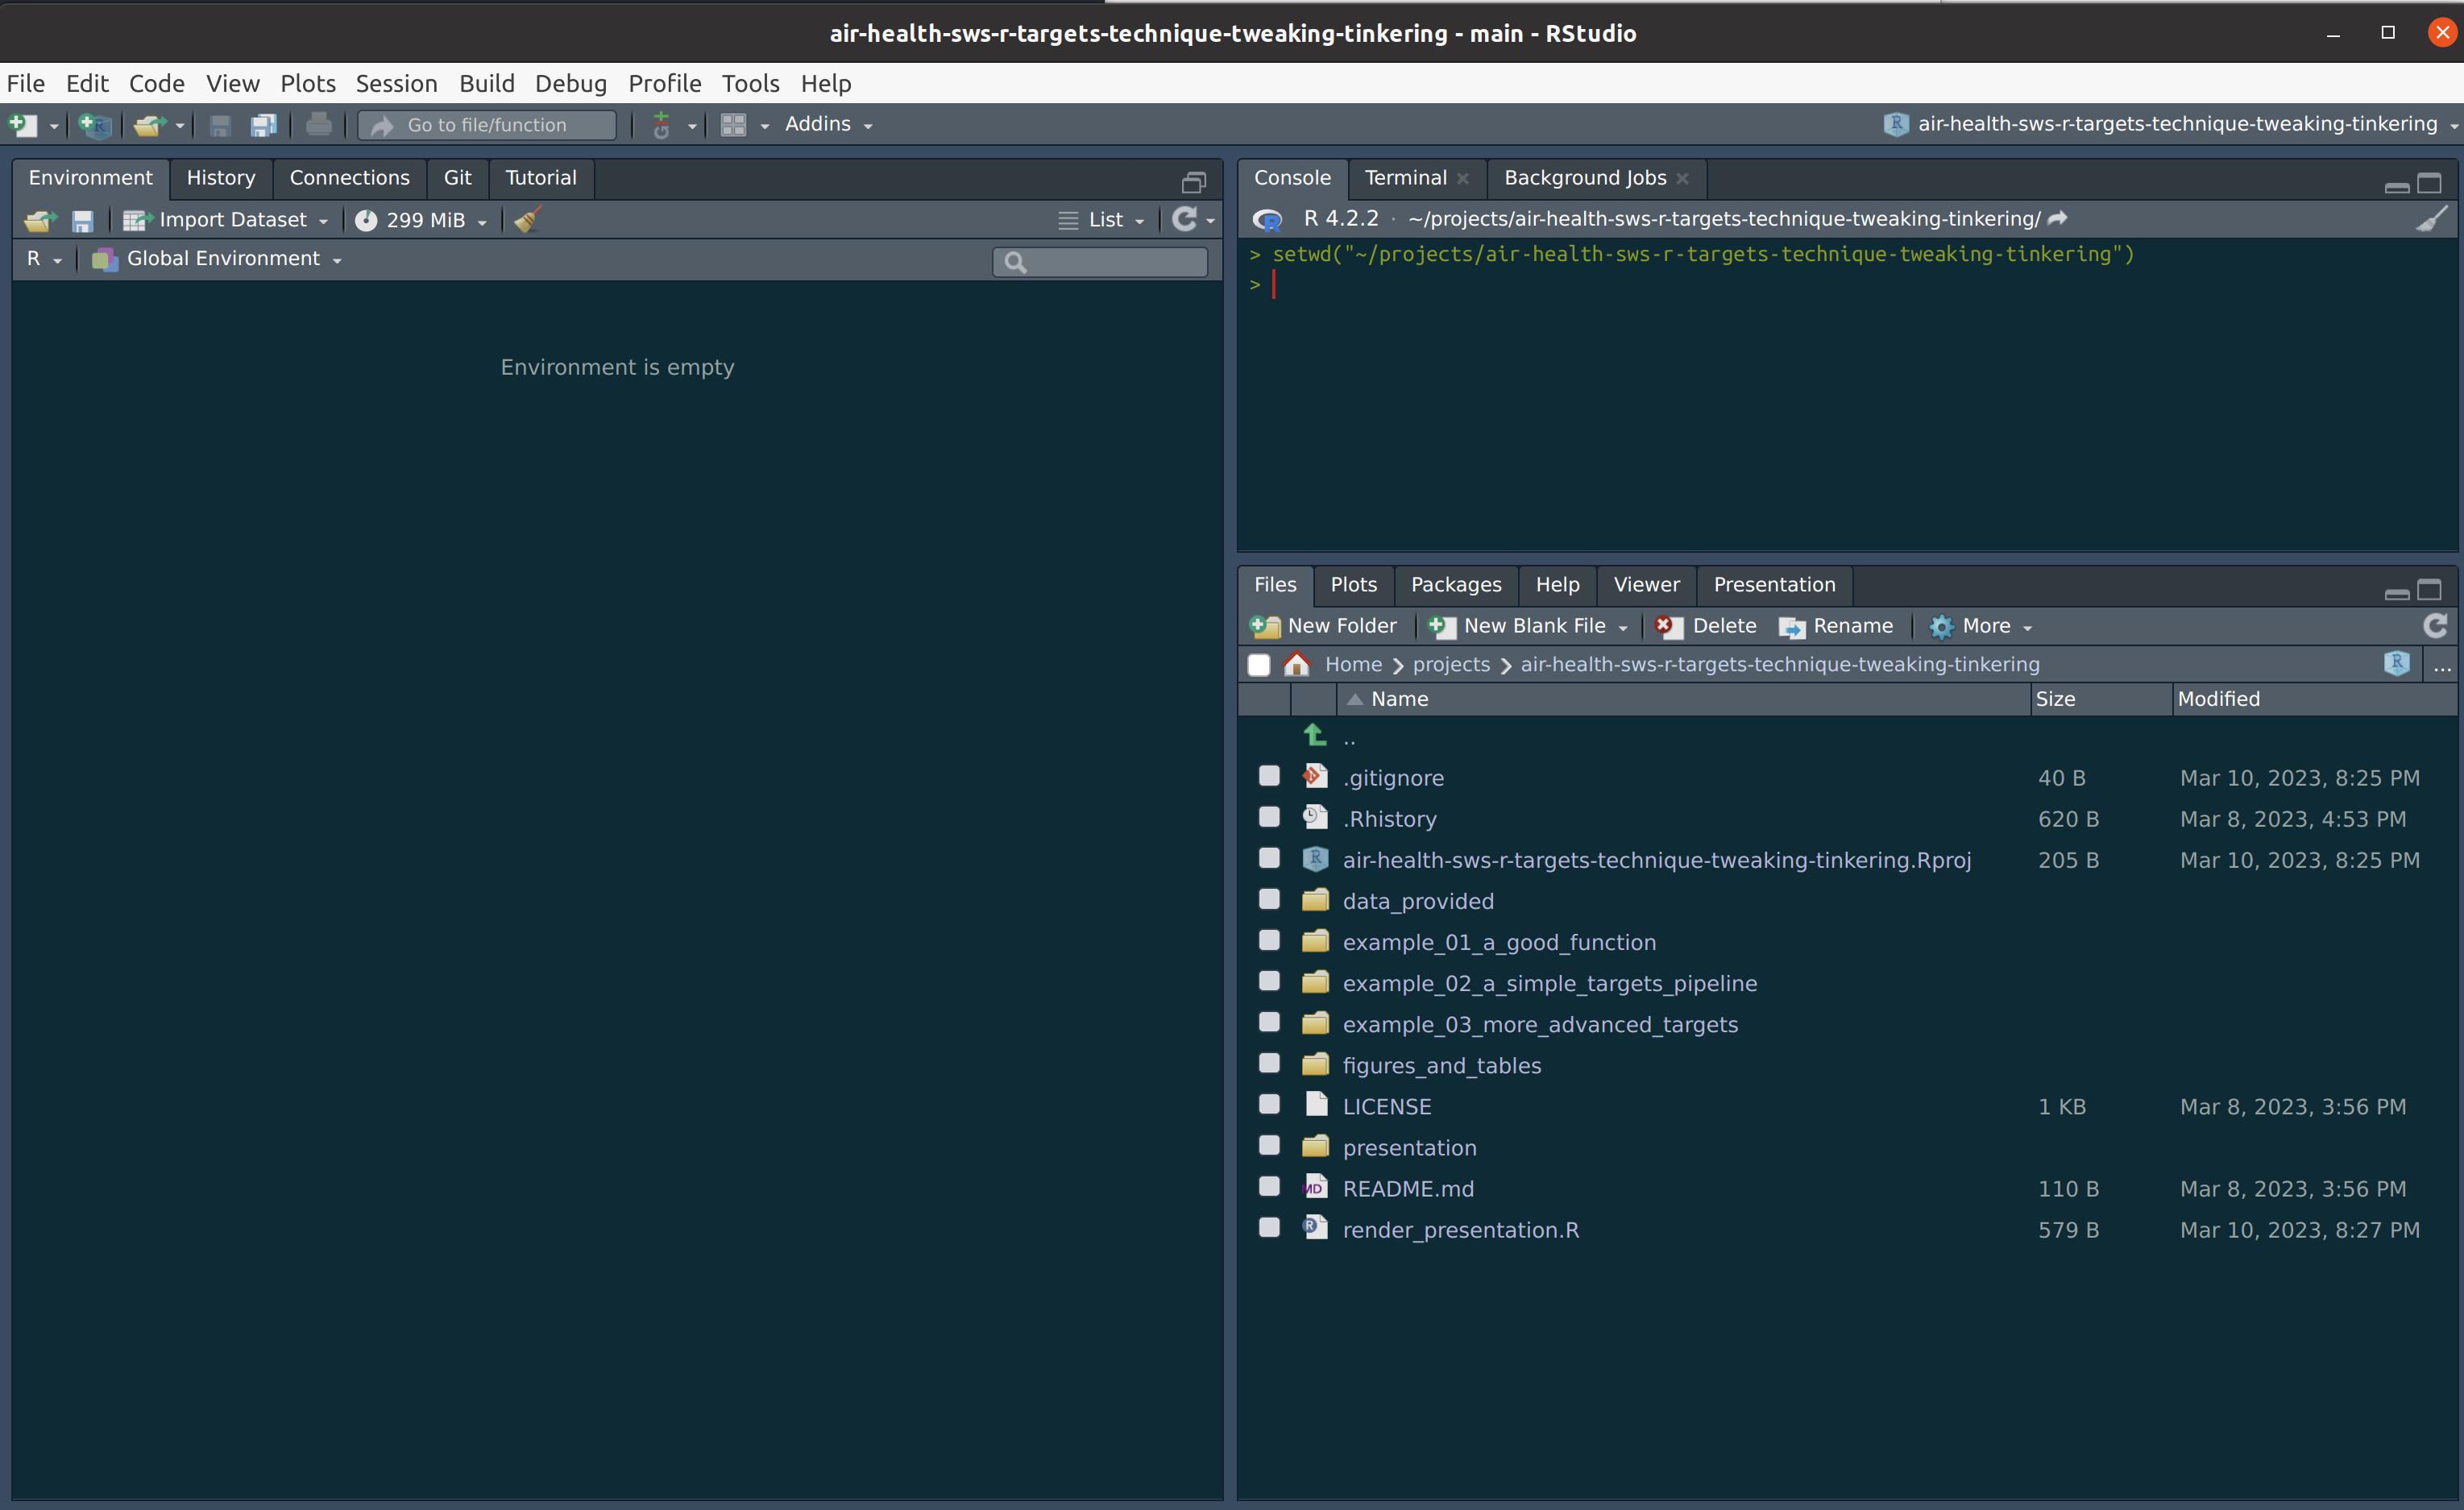 air-health-sws-r-targets-technique-tweaking-tinkering - main - RStudio
File Edit Code View Plots Session Build Debug Profile Tools Help
Go to file/function Addins air-health-sws-r-targets-technique-tweaking-tinkering
Environment History Connections Git Tutorial
Import Dataset 299 MiB List
R Global Environment
Environment is empty
Console Terminal Background Jobs
R 4.2.2 · ~/projects/air-health-sws-r-targets-technique-tweaking-tinkering/
> setwd("~/projects/air-health-sws-r-targets-technique-tweaking-tinkering")
>
Files Plots Packages Help Viewer Presentation
New Folder New Blank File Delete Rename More
Home projects air-health-sws-r-targets-technique-tweaking-tinkering R ...
Name Size Modified
..
.gitignore 40 B Mar 10, 2023, 8:25 PM
.Rhistory 620 B Mar 8, 2023, 4:53 PM
air-health-sws-r-targets-technique-tweaking-tinkering.Rproj 205 B Mar 10, 2023, 8:25 PM
data_provided
example_01_a_good_function
example_02_a_simple_targets_pipeline
example_03_more_advanced_targets
figures_and_tables
LICENSE 1 KB Mar 8, 2023, 3:56 PM
presentation
MD README.md 110 B Mar 8, 2023, 3:56 PM
render_presentation.R 579 B Mar 10, 2023, 8:27 PM